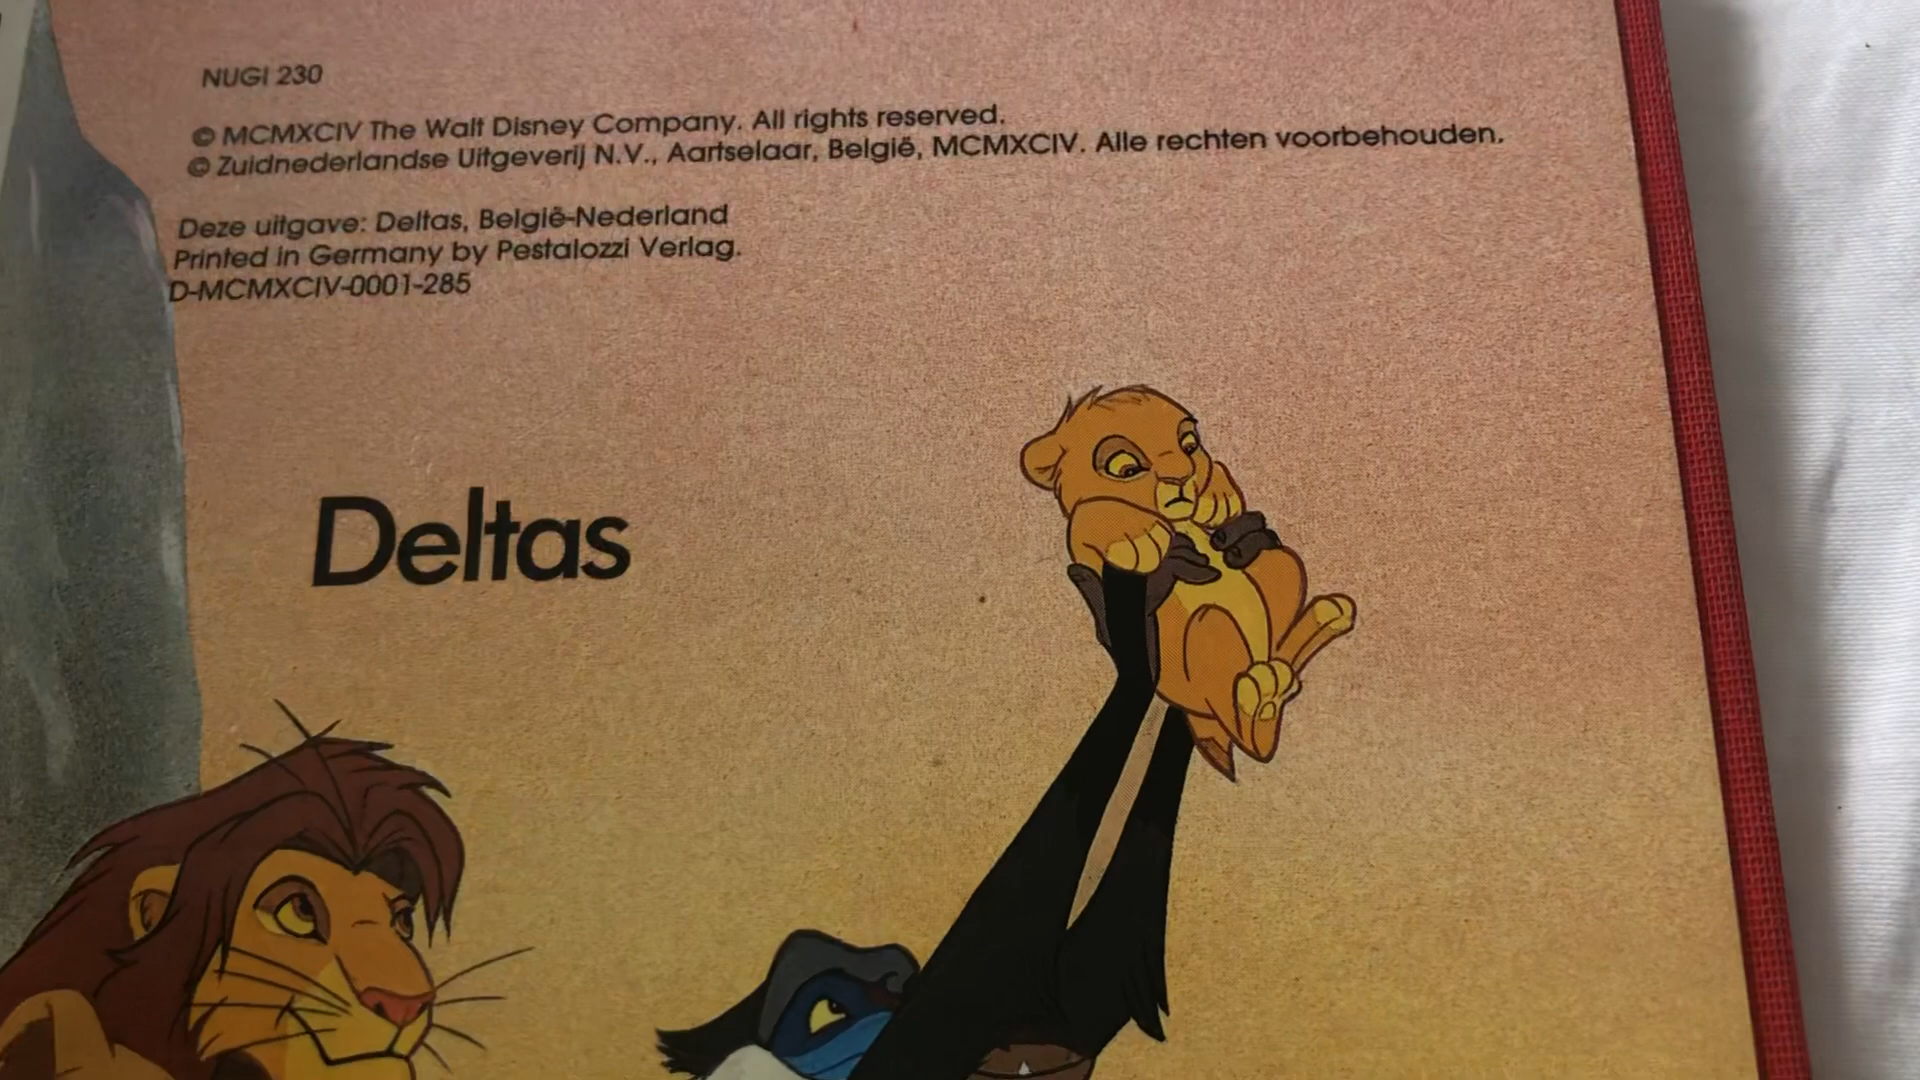 NUGI 230
© MCMXCIV The Walt Disney Company. All rights reserved.
© Zuidnederlandse Uitgeverij N.V., Aartselaar, België, MCMXCIV. Alle rechten voorbehouden.
Deze uitgave: Deltas, België-Nederland
Printed in Germany by Pestalozzi Verlag.
D-MCMXCIV-0001-285
Deltas